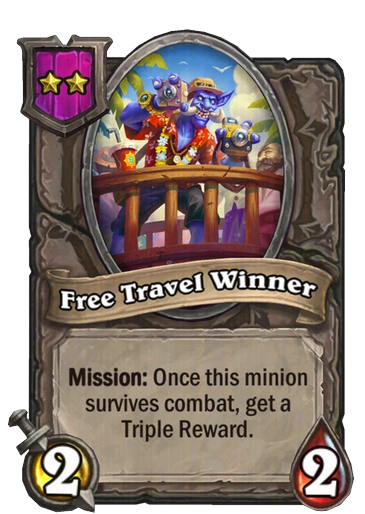 Free Travel Winner
Mission: Once this minion
survives combat, get a
Triple Reward.
2
2